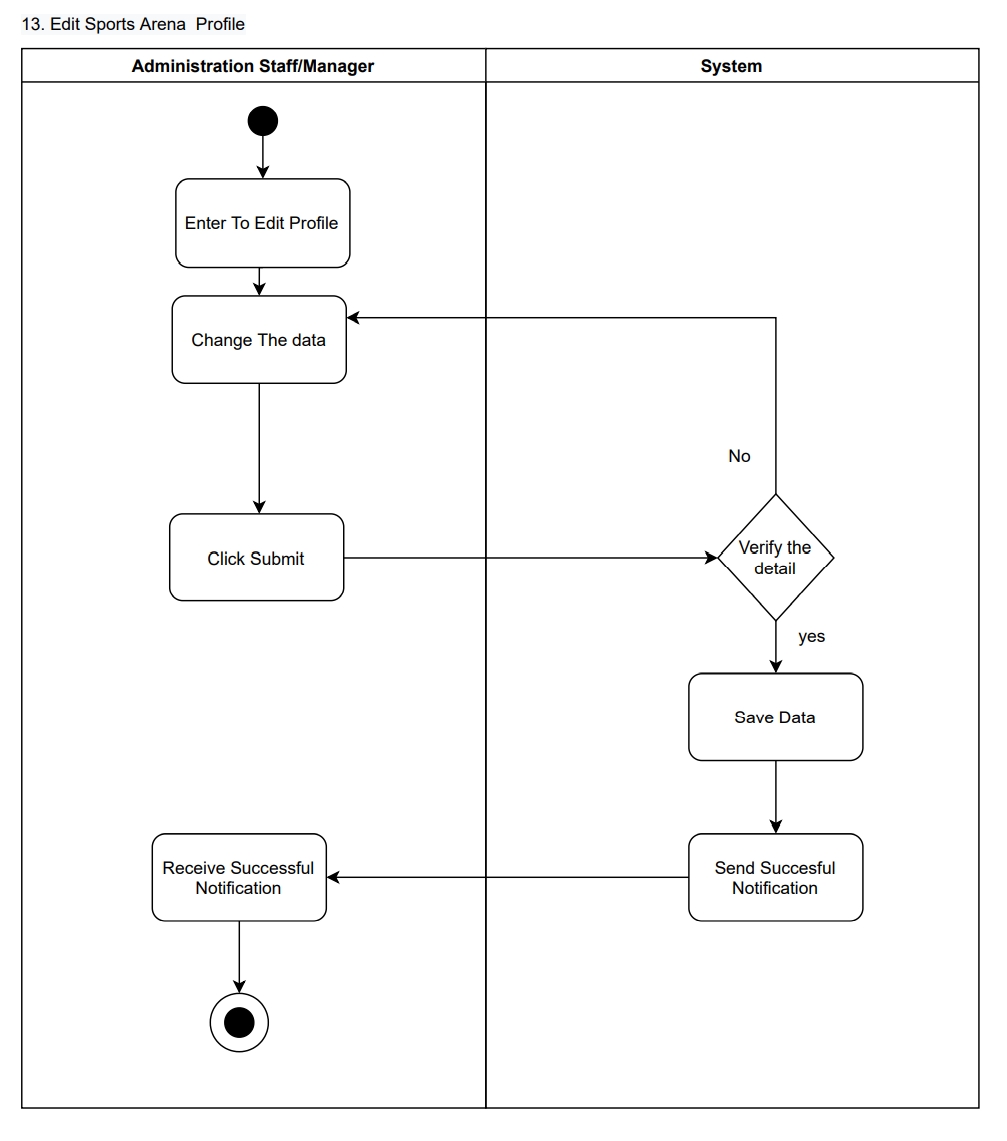 13. Edit Sports Arena  Profile
Administration Staff/Manager
System
Enter To Edit Profile
Change The data
No
Click Submit
Verify the
detail
yes
Save Data
Receive Successful
Notification
Send Succesful
Notification